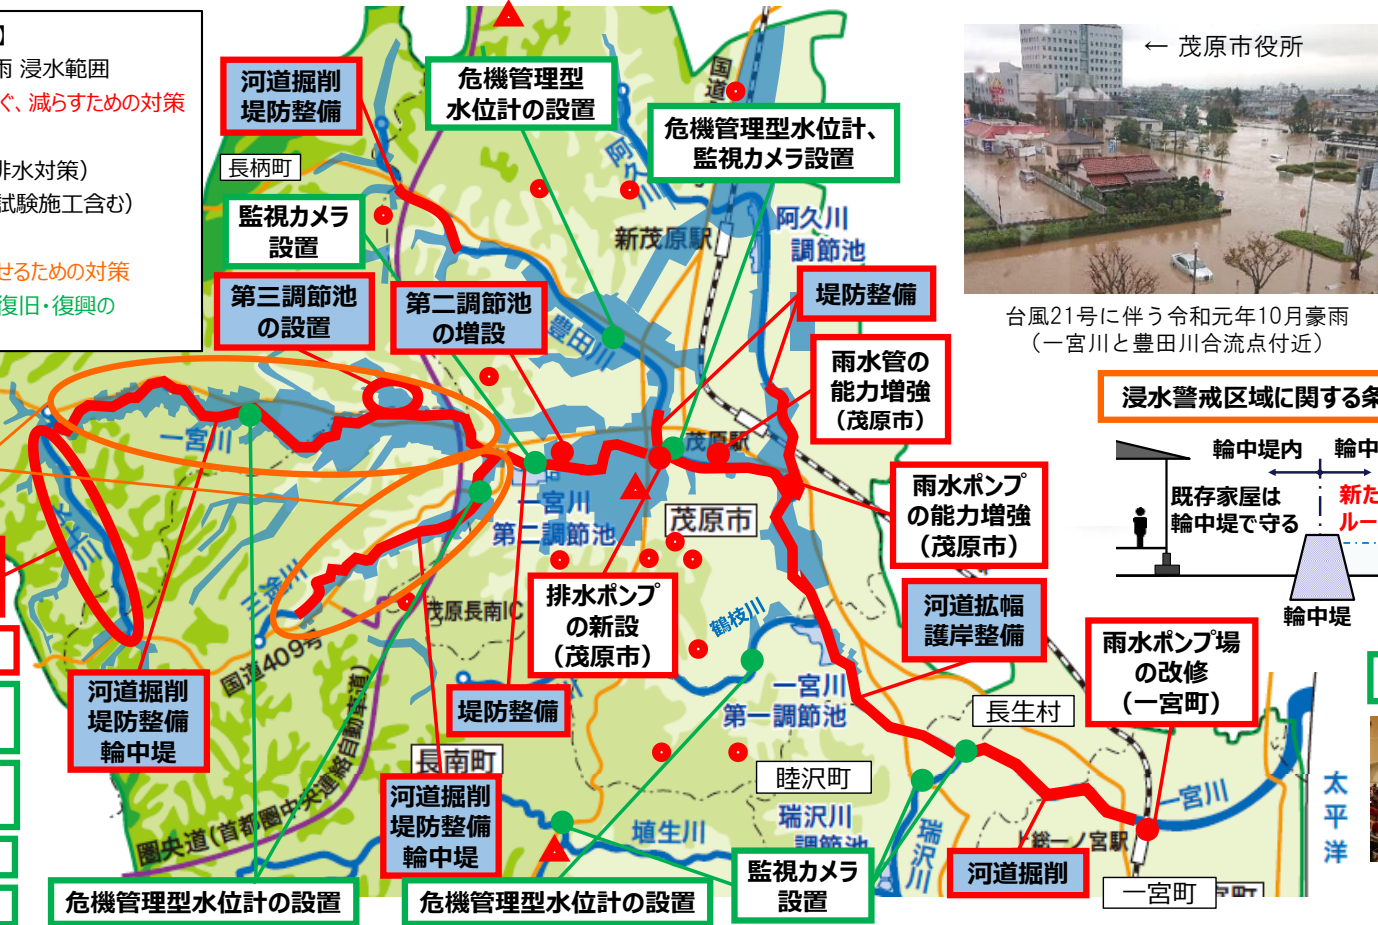 】
雨 浸水範囲
ぐ、減らすための対策
排水対策）
試験施工含む）
せるための対策
復旧・復興の
河道掘削
堤防整備
危機管理型
水位計の設置
危機管理型水位計、
監視カメラ設置
← 茂原市役所
台風21号に伴う令和元年10月豪雨
（一宮川と豊田川合流点付近）
長柄町
監視カメラ
設置
国道
阿久川
新茂原駅
阿久川
調節池
第三調節池
の設置
第二調節池
の増設
豊田川
堤防整備
雨水管の
能力増強
（茂原市）
浸水警戒区域に関する条
輪中堤内
輪中
既存家屋は
輪中堤で守る
新た
ルー
輪中堤
一宮川
茂原駅
一宮川
第二調節池
茂原市
雨水ポンプ
の能力増強
（茂原市）
三途川
茂原長南IC
排水ポンプ
の新設
（茂原市）
鶴枝川
河道拡幅
護岸整備
雨水ポンプ場
の改修
（一宮町）
国道409号
河道掘削
堤防整備
輪中堤
堤防整備
一宮川
第一調節池
長生村
圏央道(首都圏中央連絡自動車道)
長南町
河道掘削
堤防整備
輪中堤
睦沢町
埴生川
瑞沢川
調節池
瑞沢川
一宮川
太平洋
上総一ノ宮駅
河道掘削
監視カメラ
設置
危機管理型水位計の設置
危機管理型水位計の設置
一宮町